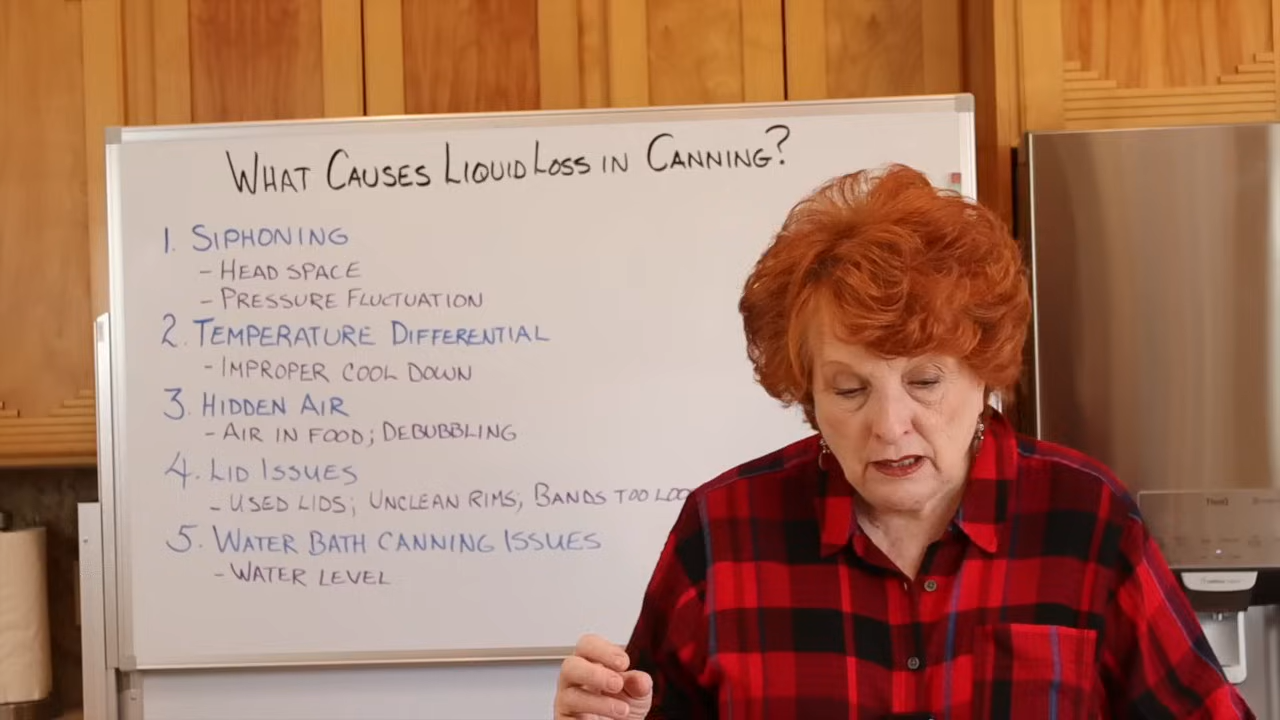 WHAT CAUSES LIQUID LOSS IN CANNING?
1. SIPHONING
- HEAD SPACE
- PRESSURE FLUCTUATION
2. TEMPERATURE DIFFERENTIAL
- IMPROPER COOL DOWN
3. HIDDEN AIR
- AIR IN FOOD; DEBUBBLING
4. LID ISSUES
- USED LIDS; UNCLEAN RIMS; BANDS TOO
5. WATER BATH CANNING ISSUES
- WATER LEVEL